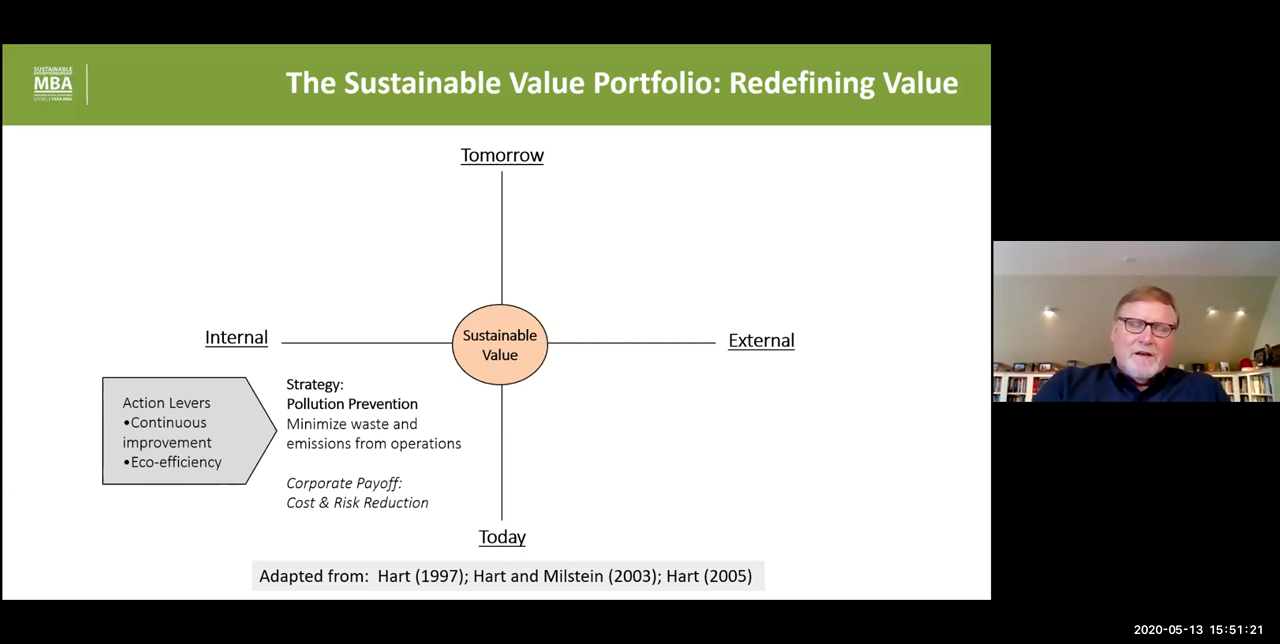 SUSTAINABLE
ENTREPRENEURSHIP
MBA
The Sustainable Value Portfolio: Redefining Value
Tomorrow
Internal
Sustainable
Value
External
Action Levers
•Continuous
improvement
•Eco-efficiency
Strategy:
Pollution Prevention
Minimize waste and
emissions from operations
Corporate Payoff:
Cost & Risk Reduction
Today
Adapted from: Hart (1997); Hart and Milstein (2003); Hart (2005)
2020-05-13 15:51:21